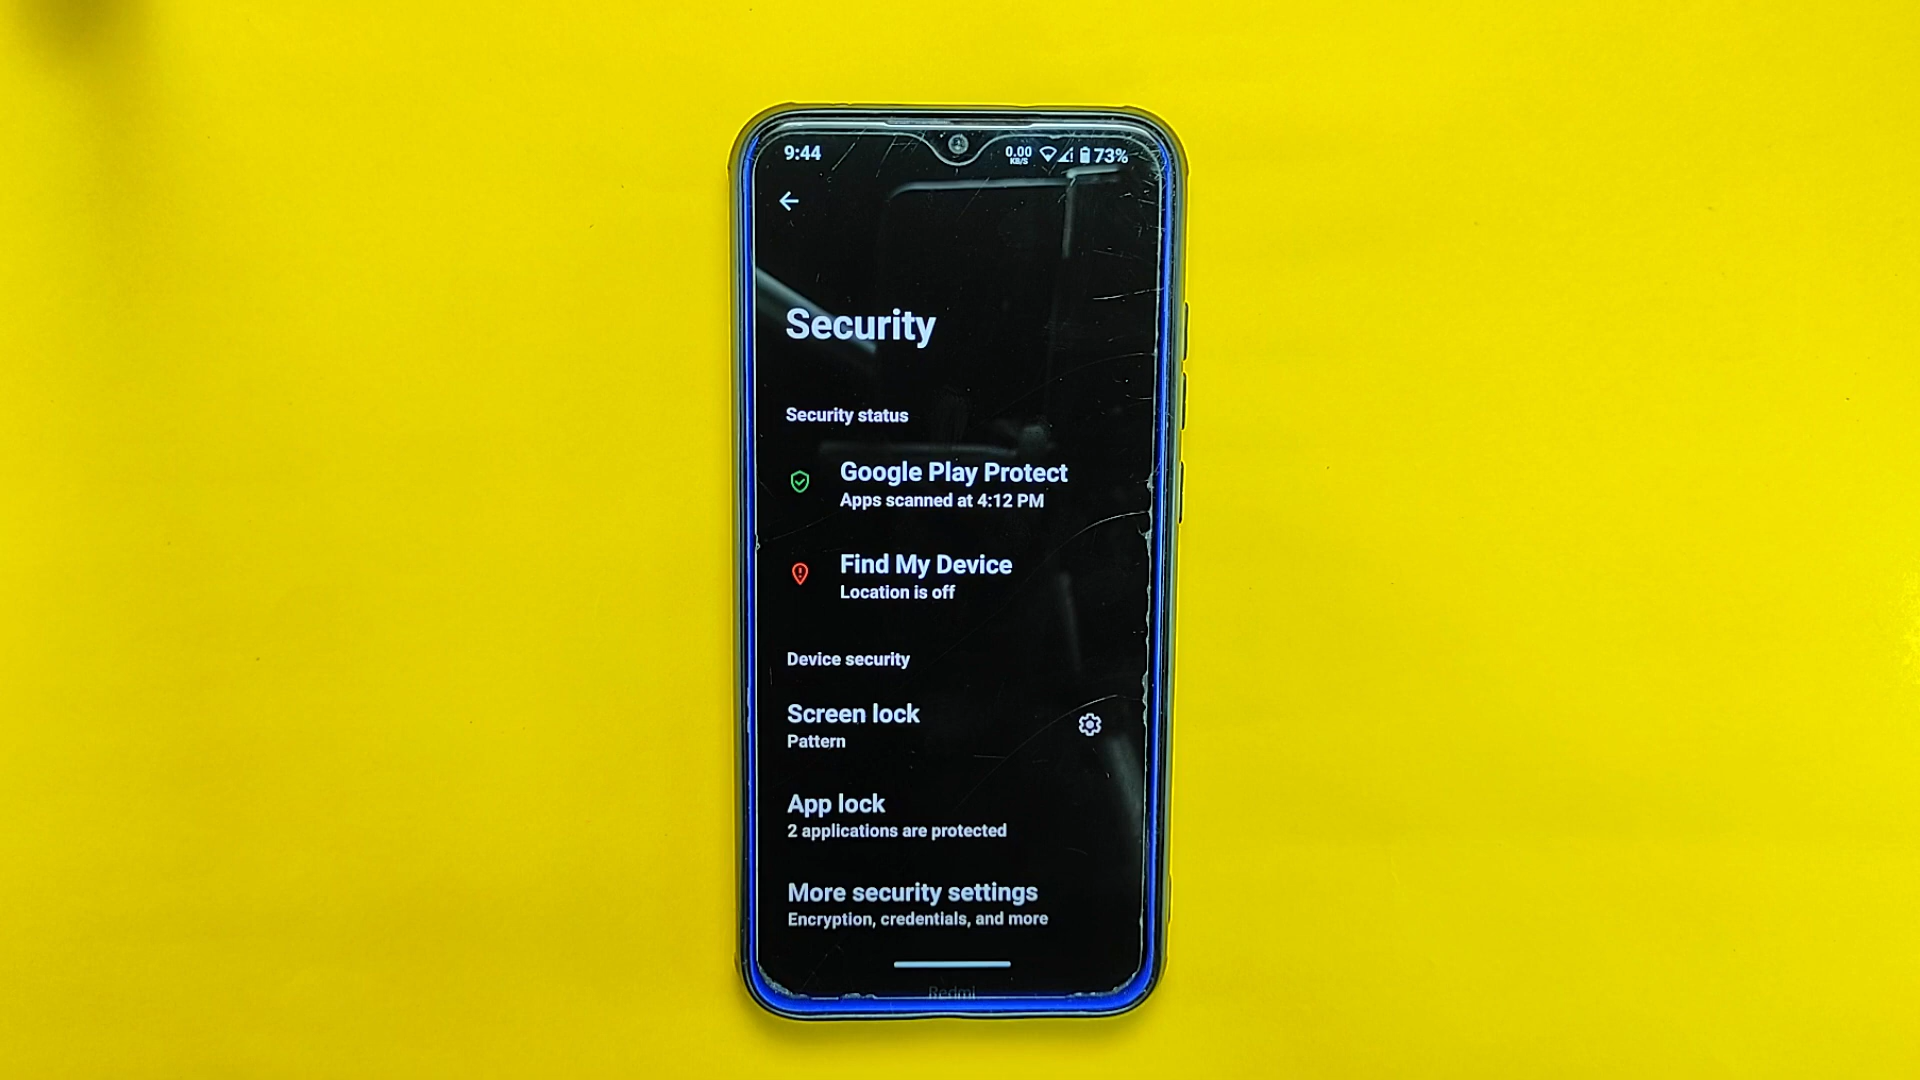 9:44
0.00
KB/S
73%
Security
Security status
Google Play Protect
Apps scanned at 4:12 PM
Find My Device
Location is off
Device security
Screen lock
Pattern
App lock
2 applications are protected
More security settings
Encryption, credentials, and more
Redmi